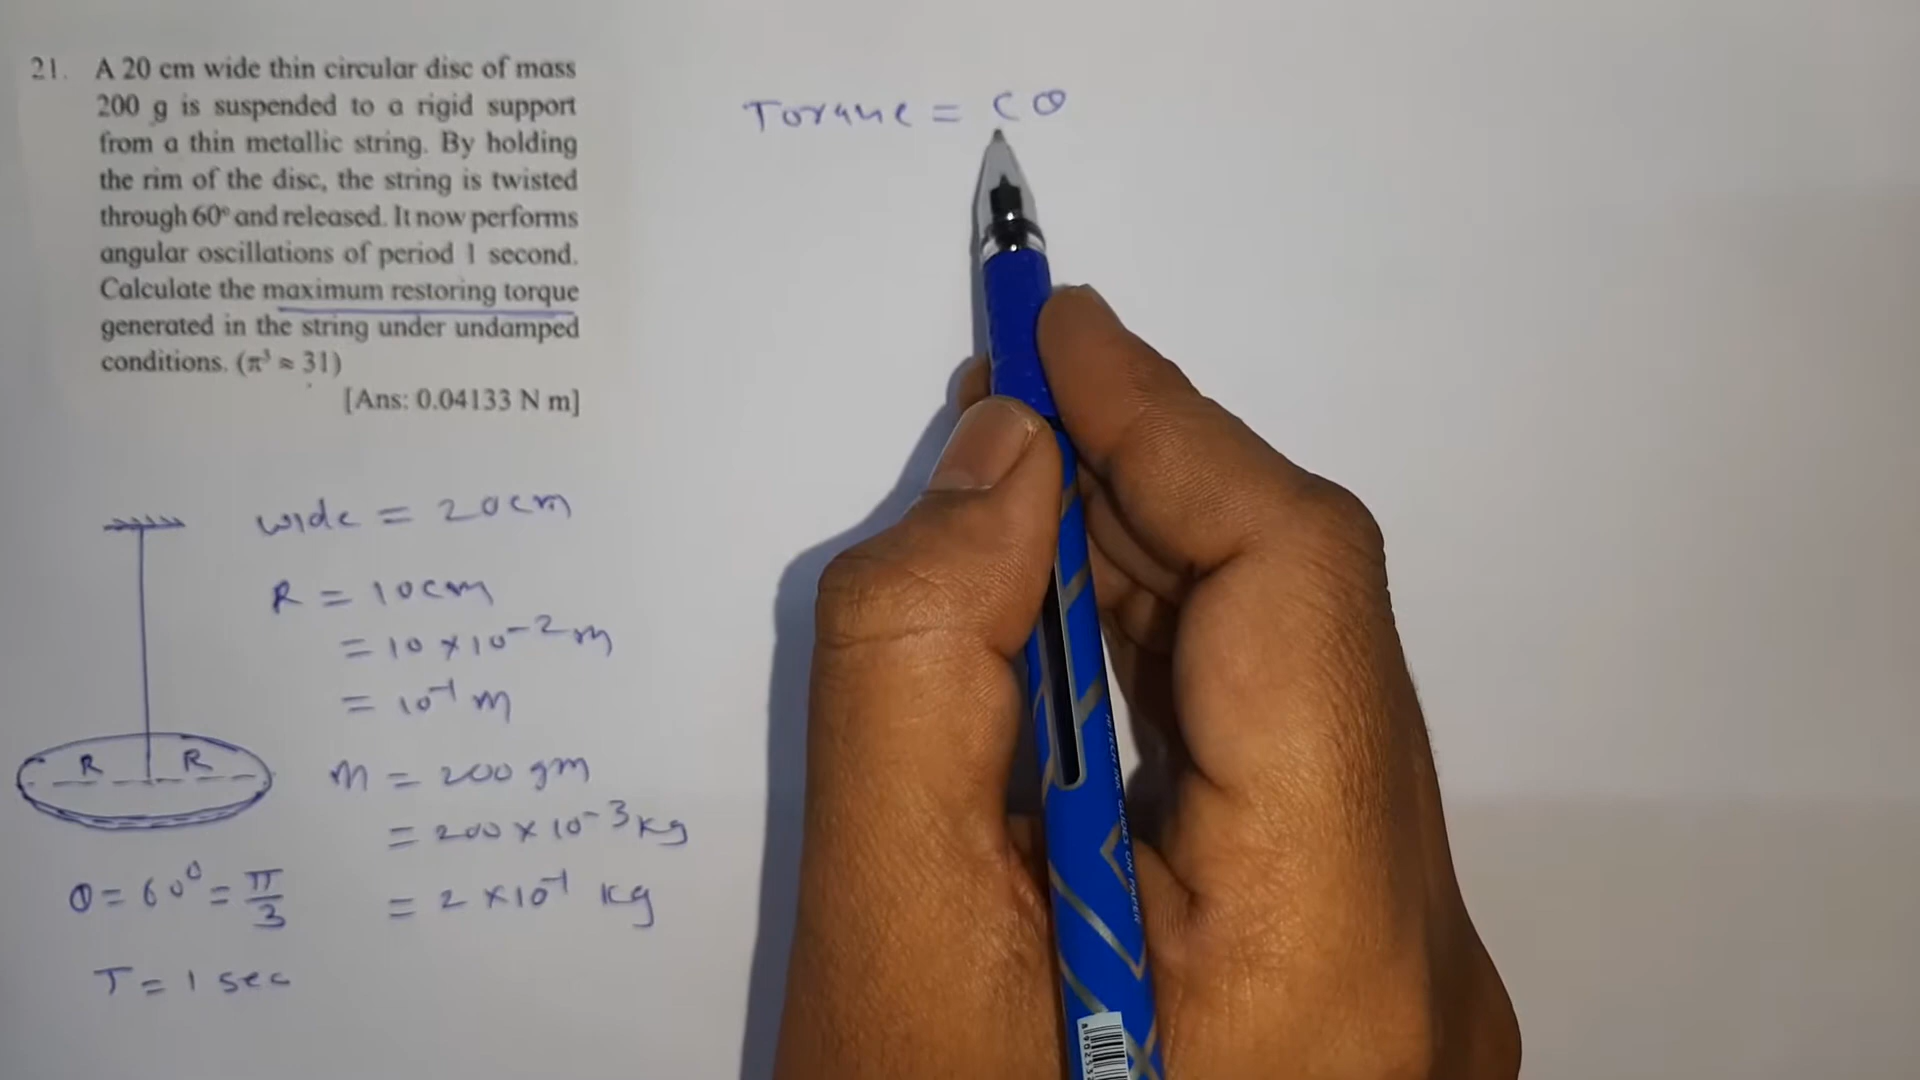 21. A 20 cm wide thin circular disc of mass
200 g is suspended to a rigid support
from a thin metallic string. By holding
the rim of the disc, the string is twisted
through 60° and released. It now performs
angular oscillations of period 1 second.
Calculate the maximum restoring torque
generated in the string under undamped
conditions. (π³ ≈ 31)
[Ans: 0.04133 N m]
Torque = Cθ
wide = 20cm
R = 10cm
= 10 × 10⁻² m
= 10⁻¹ m
R R
m = 200 gm
= 200 × 10⁻³ kg
= 2 × 10⁻¹ kg
θ = 60⁰ = π/3
T = 1 sec